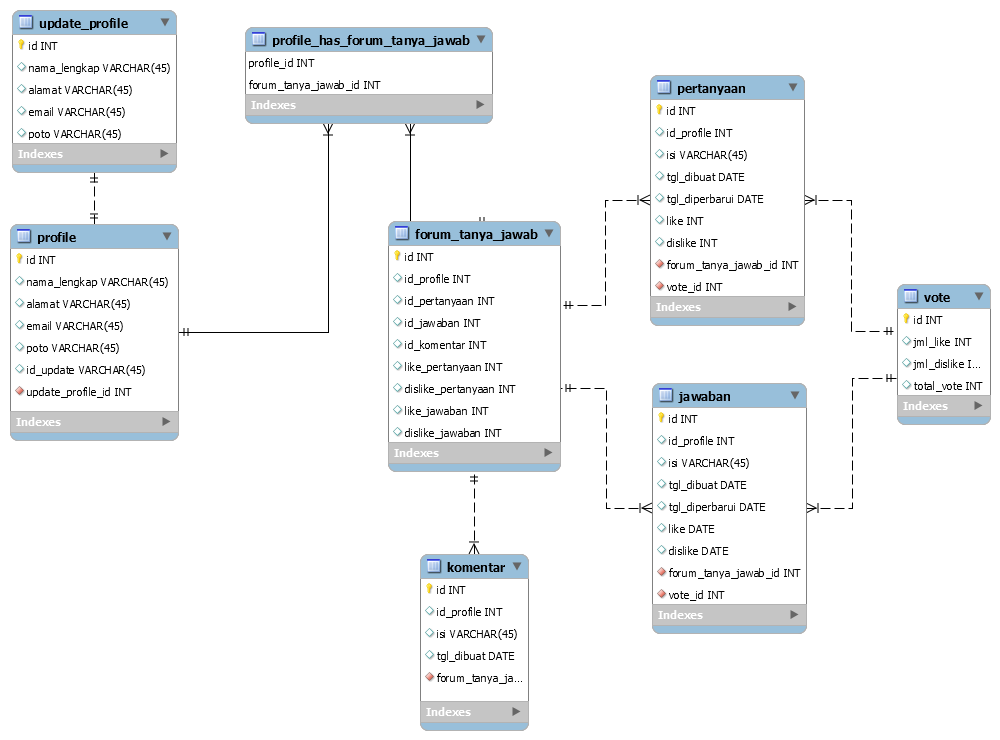 update_profile
id INT
nama_lengkap VARCHAR(45)
alamat VARCHAR(45)
email VARCHAR(45)
poto VARCHAR(45)
Indexes
profile_has_forum_tanya_jawab
profile_id INT
forum_tanya_jawab_id INT
Indexes
pertanyaan
id INT
id_profile INT
isi VARCHAR(45)
tgl_dibuat DATE
tgl_diperbarui DATE
like INT
dislike INT
forum_tanya_jawab_id INT
vote_id INT
Indexes
profile
id INT
nama_lengkap VARCHAR(45)
alamat VARCHAR(45)
email VARCHAR(45)
poto VARCHAR(45)
id_update VARCHAR(45)
update_profile_id INT
Indexes
forum_tanya_jawab
id INT
id_profile INT
id_pertanyaan INT
id_jawaban INT
id_komentar INT
like_pertanyaan INT
dislike_pertanyaan INT
like_jawaban INT
dislike_jawaban INT
Indexes
vote
id INT
jml_like INT
jml_dislike I...
total_vote INT
Indexes
jawaban
id INT
id_profile INT
isi VARCHAR(45)
tgl_dibuat DATE
tgl_diperbarui DATE
like DATE
dislike DATE
forum_tanya_jawab_id INT
vote_id INT
Indexes
komentar
id INT
id_profile INT
isi VARCHAR(45)
tgl_dibuat DATE
forum_tanya_ja...
Indexes